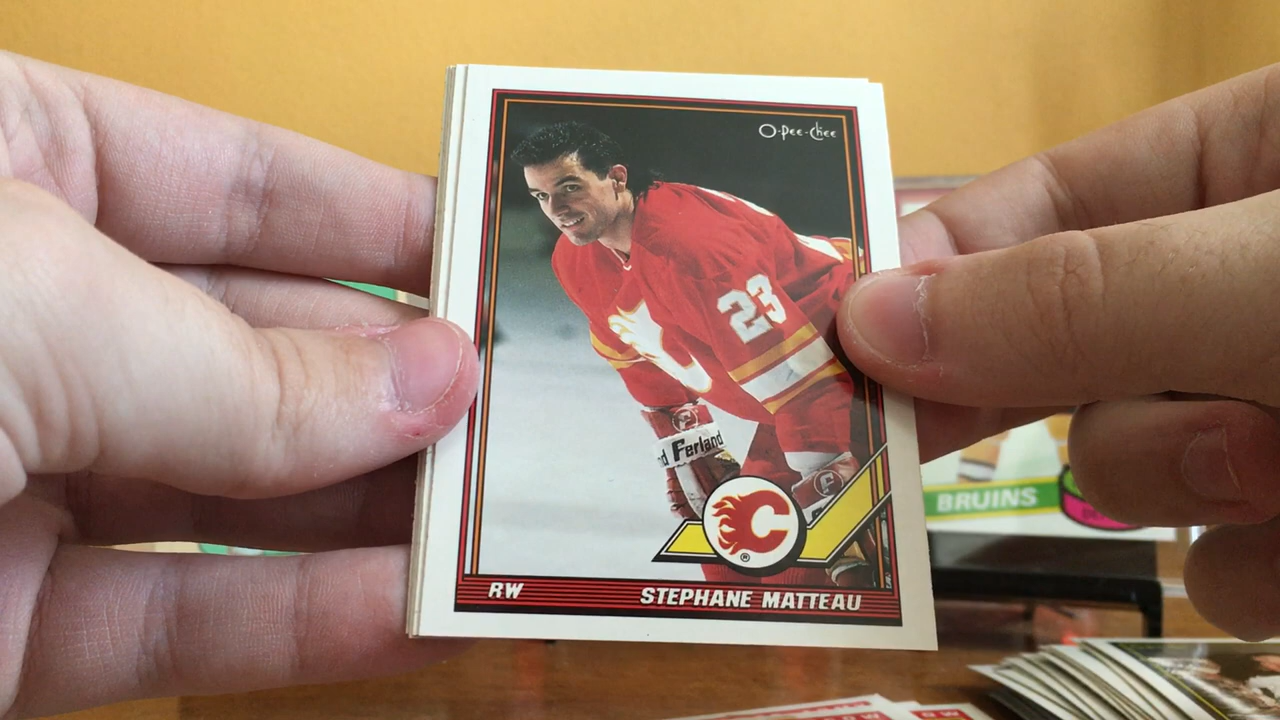 O-Pee-Chee
23
d Ferland
C
®
RW STEPHANE MATTEAU
BRUINS